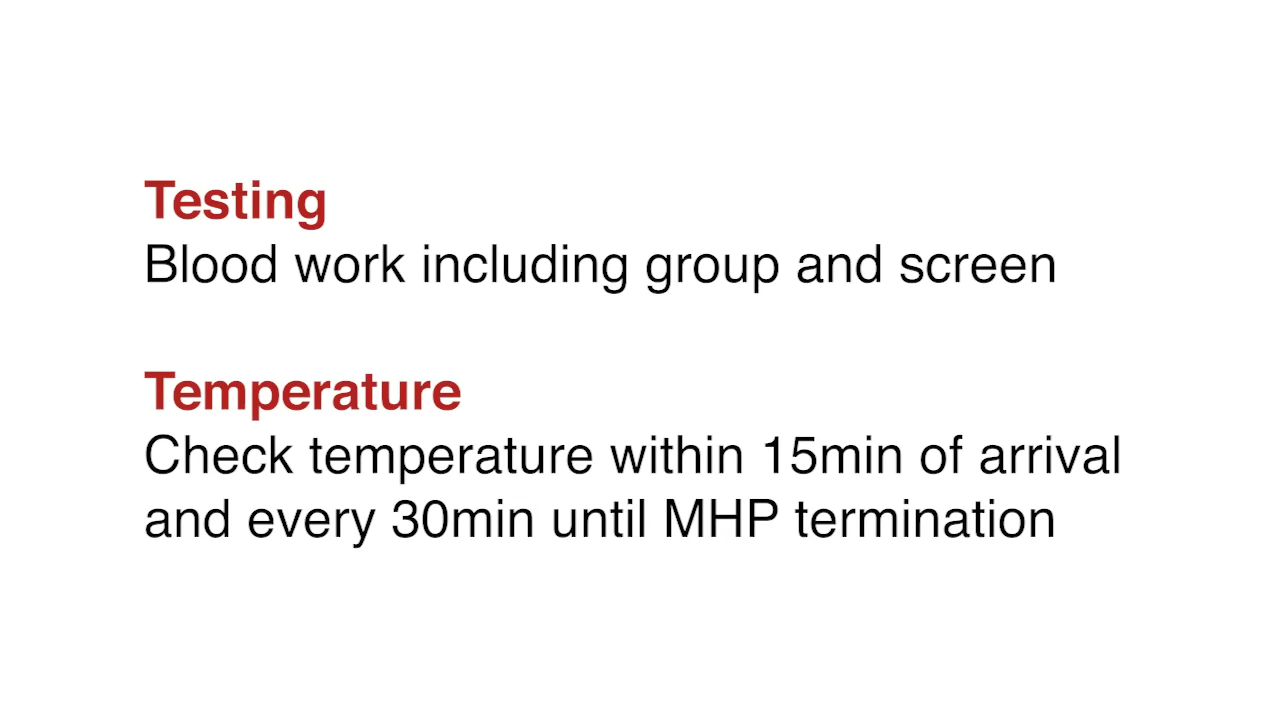 Testing
Blood work including group and screen
Temperature
Check temperature within 15min of arrival
and every 30min until MHP termination